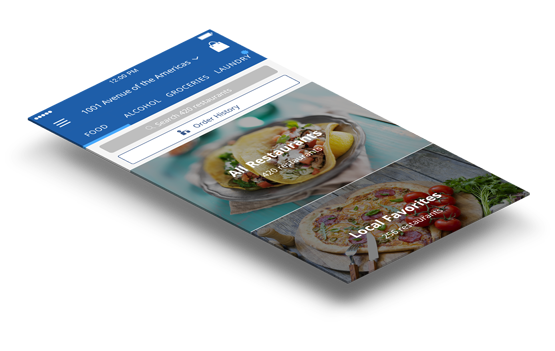 12:00 PM
1001 Avenue of the Americas
FOOD ALCOHOL GROCERIES LAUNDRY
Search 420 restaurants
Order History
All Restaurants
420 restaurants
Local Favorites
256 restaurants